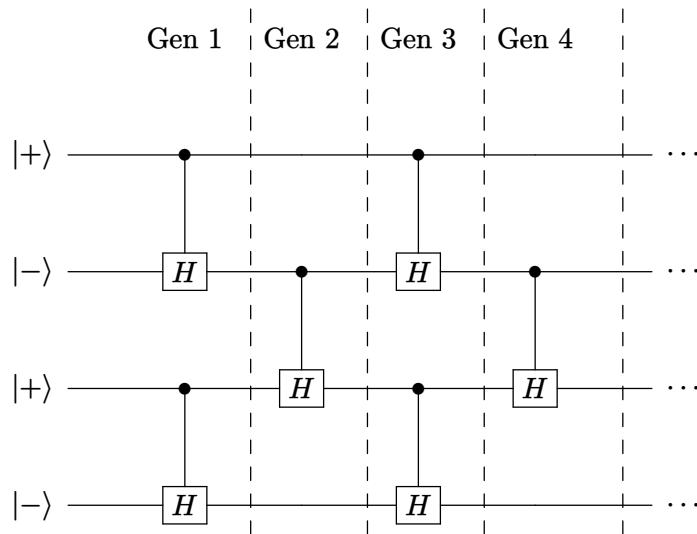 Gen 1 Gen 2 Gen 3 Gen 4
|+⟩ ⋯
|−⟩ H H ⋯
|+⟩ H H ⋯
|−⟩ H H ⋯